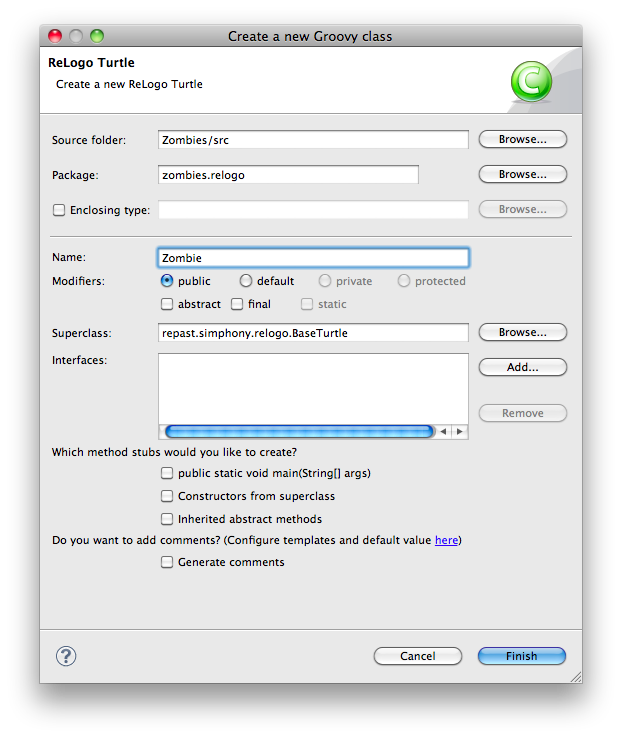 Create a new Groovy class
ReLogo Turtle
Create a new ReLogo Turtle
Source folder: Zombies/src Browse...
Package: zombies.relogo Browse...
Enclosing type: Browse...
Name: Zombie
Modifiers: public default private protected
abstract final static
Superclass: repast.simphony.relogo.BaseTurtle Browse...
Interfaces: Add...
Remove
Which method stubs would you like to create?
public static void main(String[] args)
Constructors from superclass
Inherited abstract methods
Do you want to add comments? (Configure templates and default value here)
Generate comments
? Cancel Finish